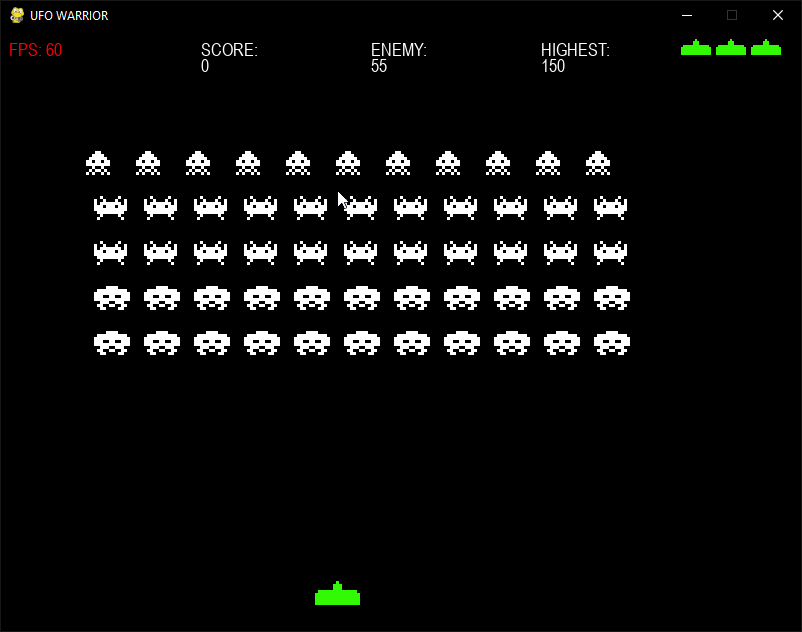 UFO WARRIOR
FPS: 60
SCORE:
0
ENEMY:
55
HIGHEST:
150